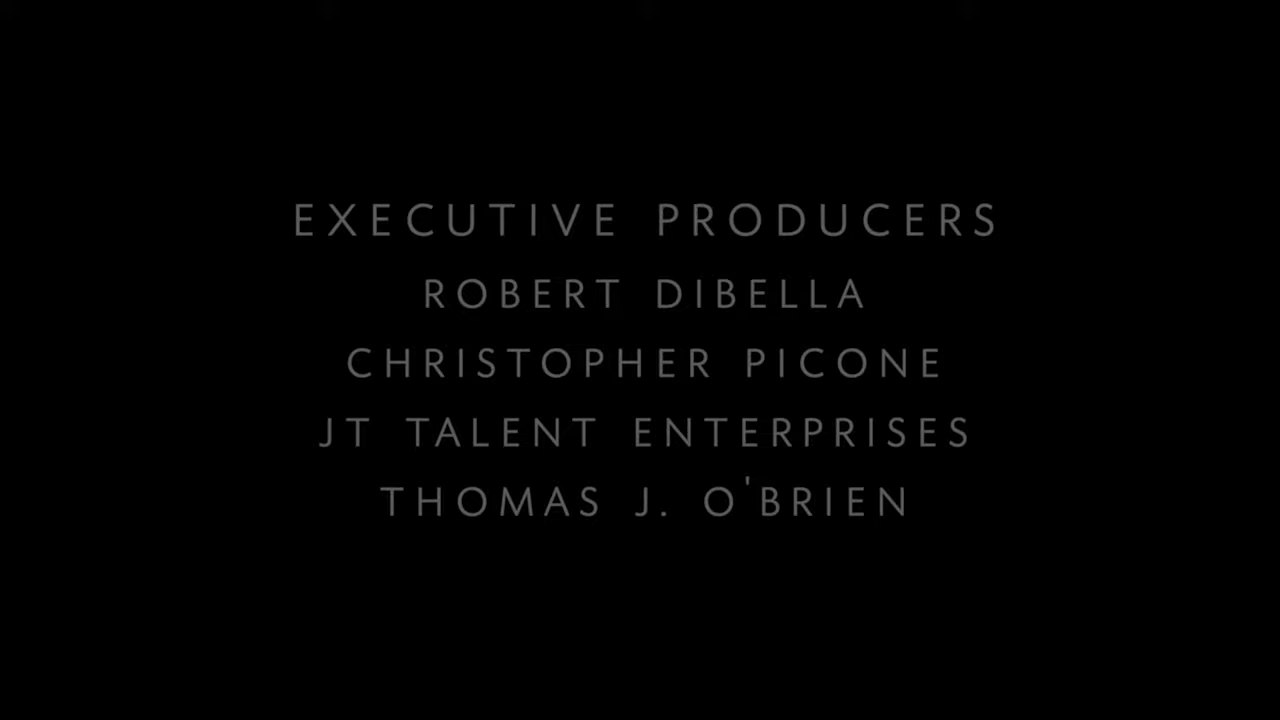 EXECUTIVE PRODUCERS
ROBERT DIBELLA
CHRISTOPHER PICONE
JT TALENT ENTERPRISES
THOMAS J. O'BRIEN